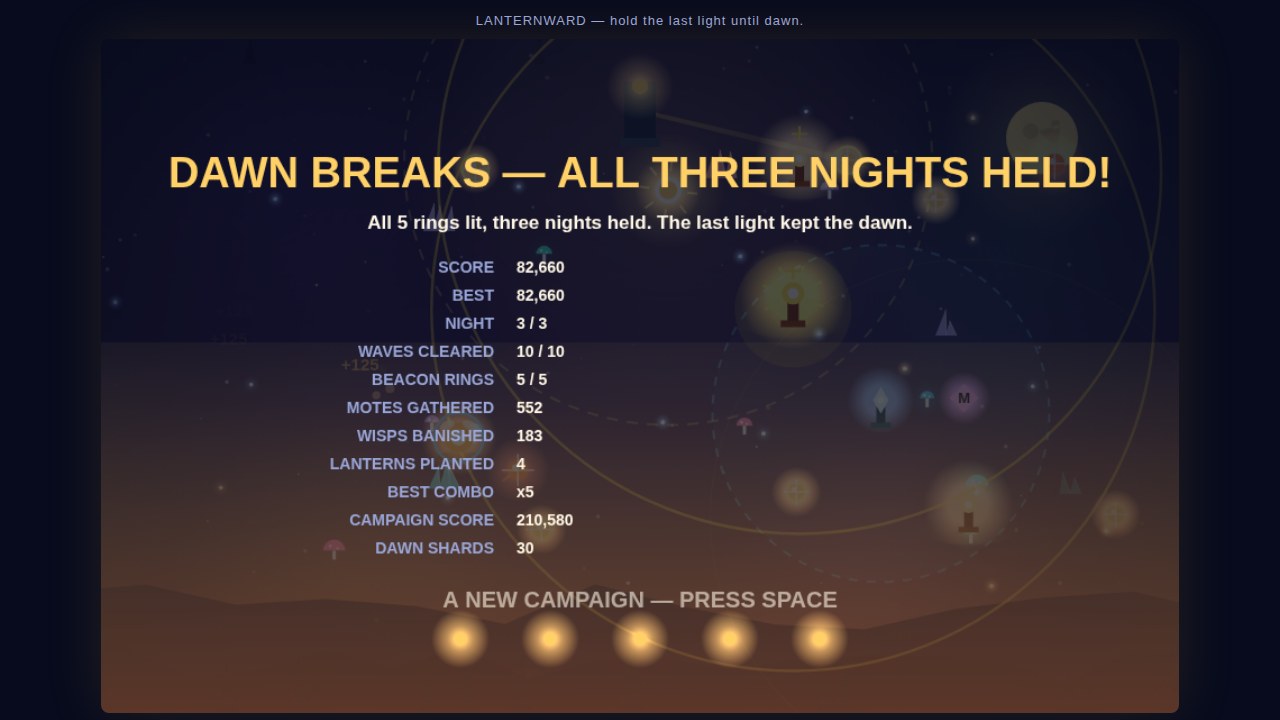 LANTERNWARD — hold the last light until dawn.
DAWN BREAKS — ALL THREE NIGHTS HELD!
All 5 rings lit, three nights held. The last light kept the dawn.
SCORE 82,660
BEST 82,660
NIGHT 3 / 3
+125
WAVES CLEARED 10 / 10
+125
BEACON RINGS 5 / 5
M
MOTES GATHERED 552
WISPS BANISHED 183
LANTERNS PLANTED 4
BEST COMBO x5
CAMPAIGN SCORE 210,580
DAWN SHARDS 30
A NEW CAMPAIGN — PRESS SPACE